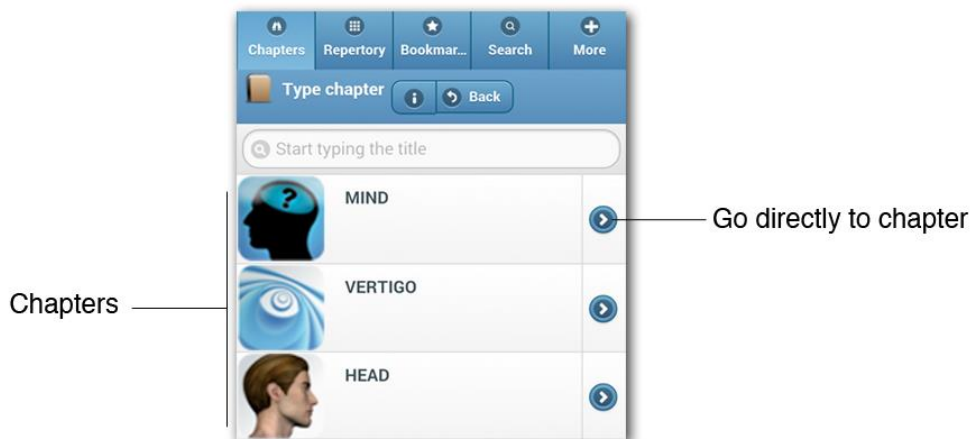 Chapters
Repertory
Bookmar...
Search
More
Type chapter
Back
Start typing the title
MIND
Go directly to chapter
VERTIGO
Chapters
HEAD